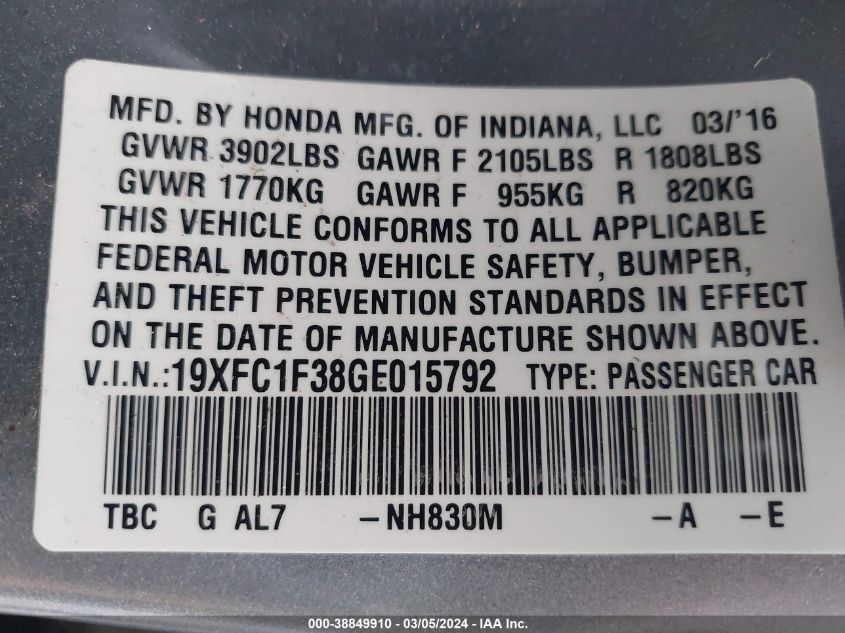 MFD. BY HONDA MFG. OF INDIANA, LLC 03/'16
GVWR 3902LBS GAWR F 2105LBS R 1808LBS
GVWR 1770KG GAWR F 955KG R 820KG
THIS VEHICLE CONFORMS TO ALL APPLICABLE
FEDERAL MOTOR VEHICLE SAFETY, BUMPER,
AND THEFT PREVENTION STANDARDS IN EFFECT
ON THE DATE OF MANUFACTURE SHOWN ABOVE.
V.I.N.:19XFC1F38GE015792 TYPE: PASSENGER CAR
TBC G AL7 -NH830M -A -E
000-38849910 - 03/05/2024 - IAA Inc.